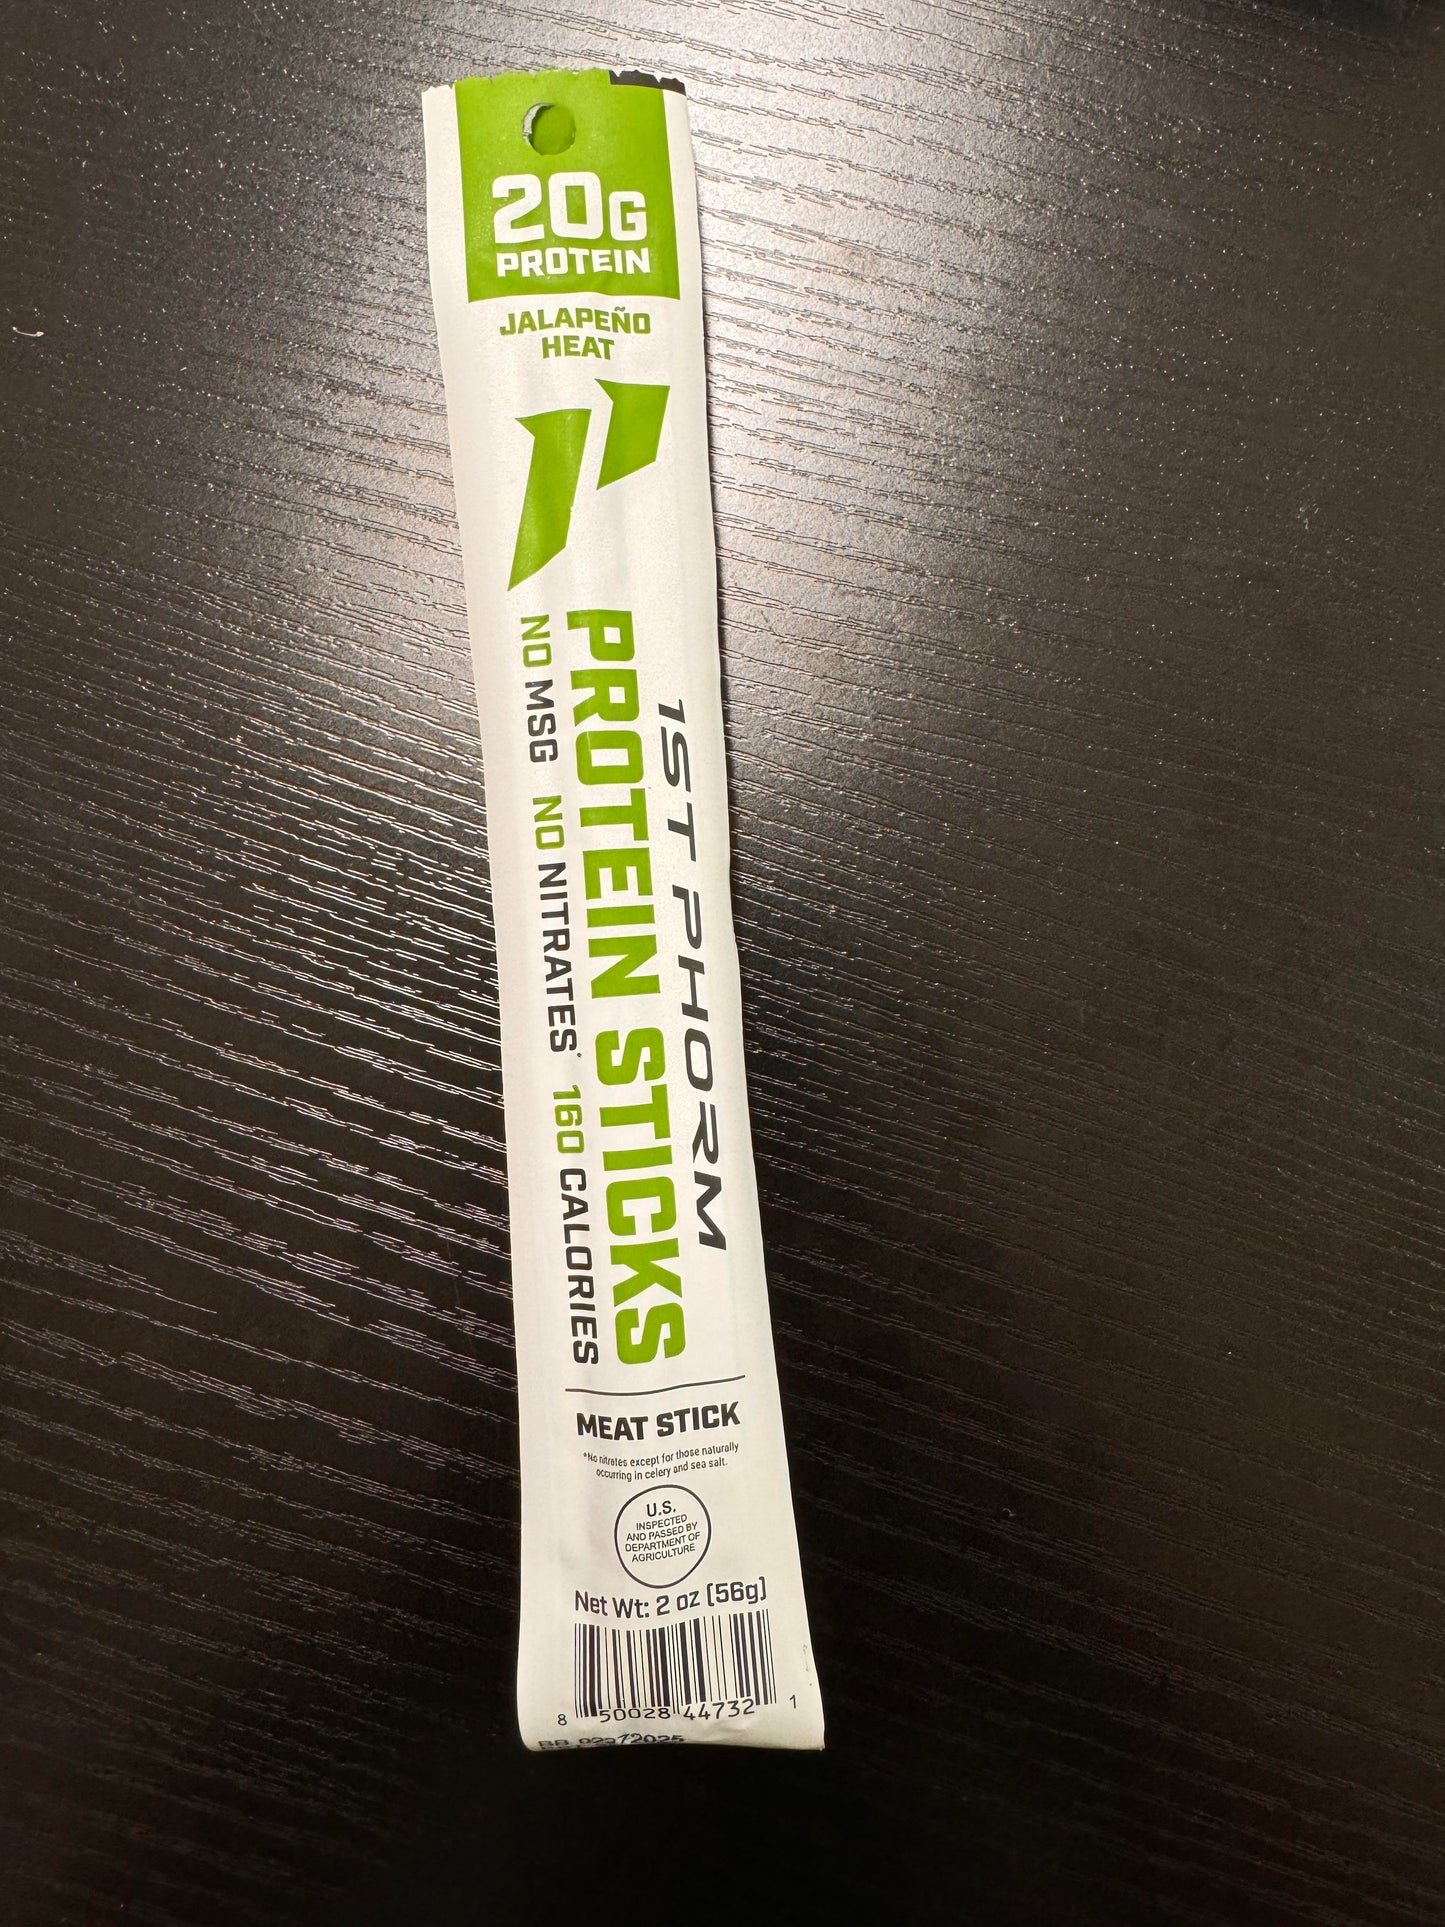 20G
PROTEIN
JALAPEÑO
HEAT
1ST PHORM
PROTEIN STICKS
NO MSG NO NITRATES* 160 CALORIES
MEAT STICK
*No nitrates except for those naturally
occurring in celery and sea salt.
U.S.
INSPECTED
AND PASSED BY
DEPARTMENT OF
AGRICULTURE
Net Wt: 2 oz (56g)
8 50028 44732 1
BB